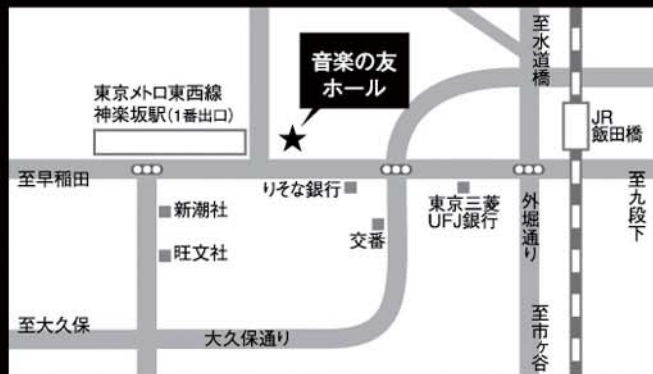 音楽の友
ホール
東京メトロ東西線
神楽坂駅(1番出口)
至水道橋
JR
飯田橋
至早稲田
りそな銀行
東京三菱
UFJ銀行
外堀通り
至九段下
新潮社
交番
旺文社
至大久保
大久保通り
至市ヶ谷